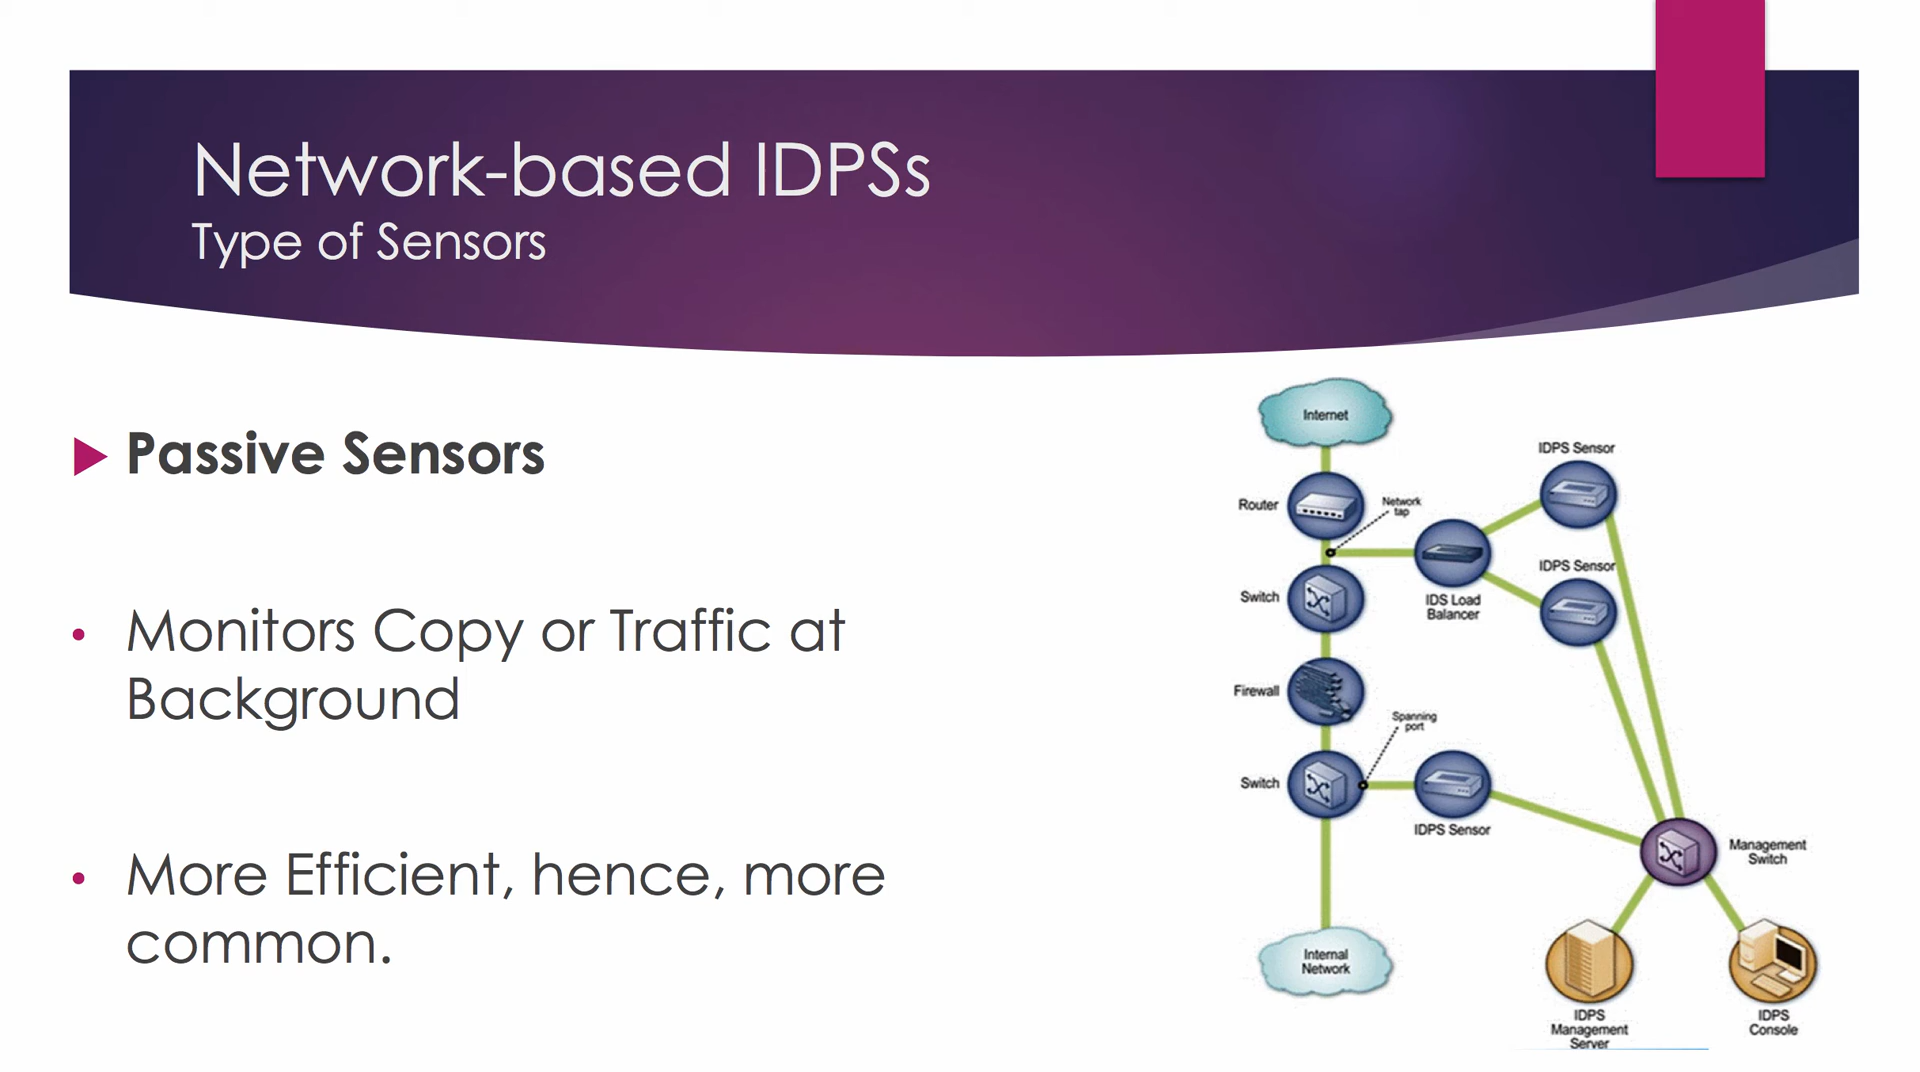 Network-based IDPSs
Type of Sensors
Passive Sensors
Monitors Copy or Traffic at
Background
More Efficient, hence, more
common.
Internet
IDPS Sensor
Router
Network
tap
IDPS Sensor
Switch
IDS Load
Balancer
Firewall
Spanning
port
Switch
IDPS Sensor
Management
Switch
Internal
Network
IDPS
Management
Server
IDPS
Console